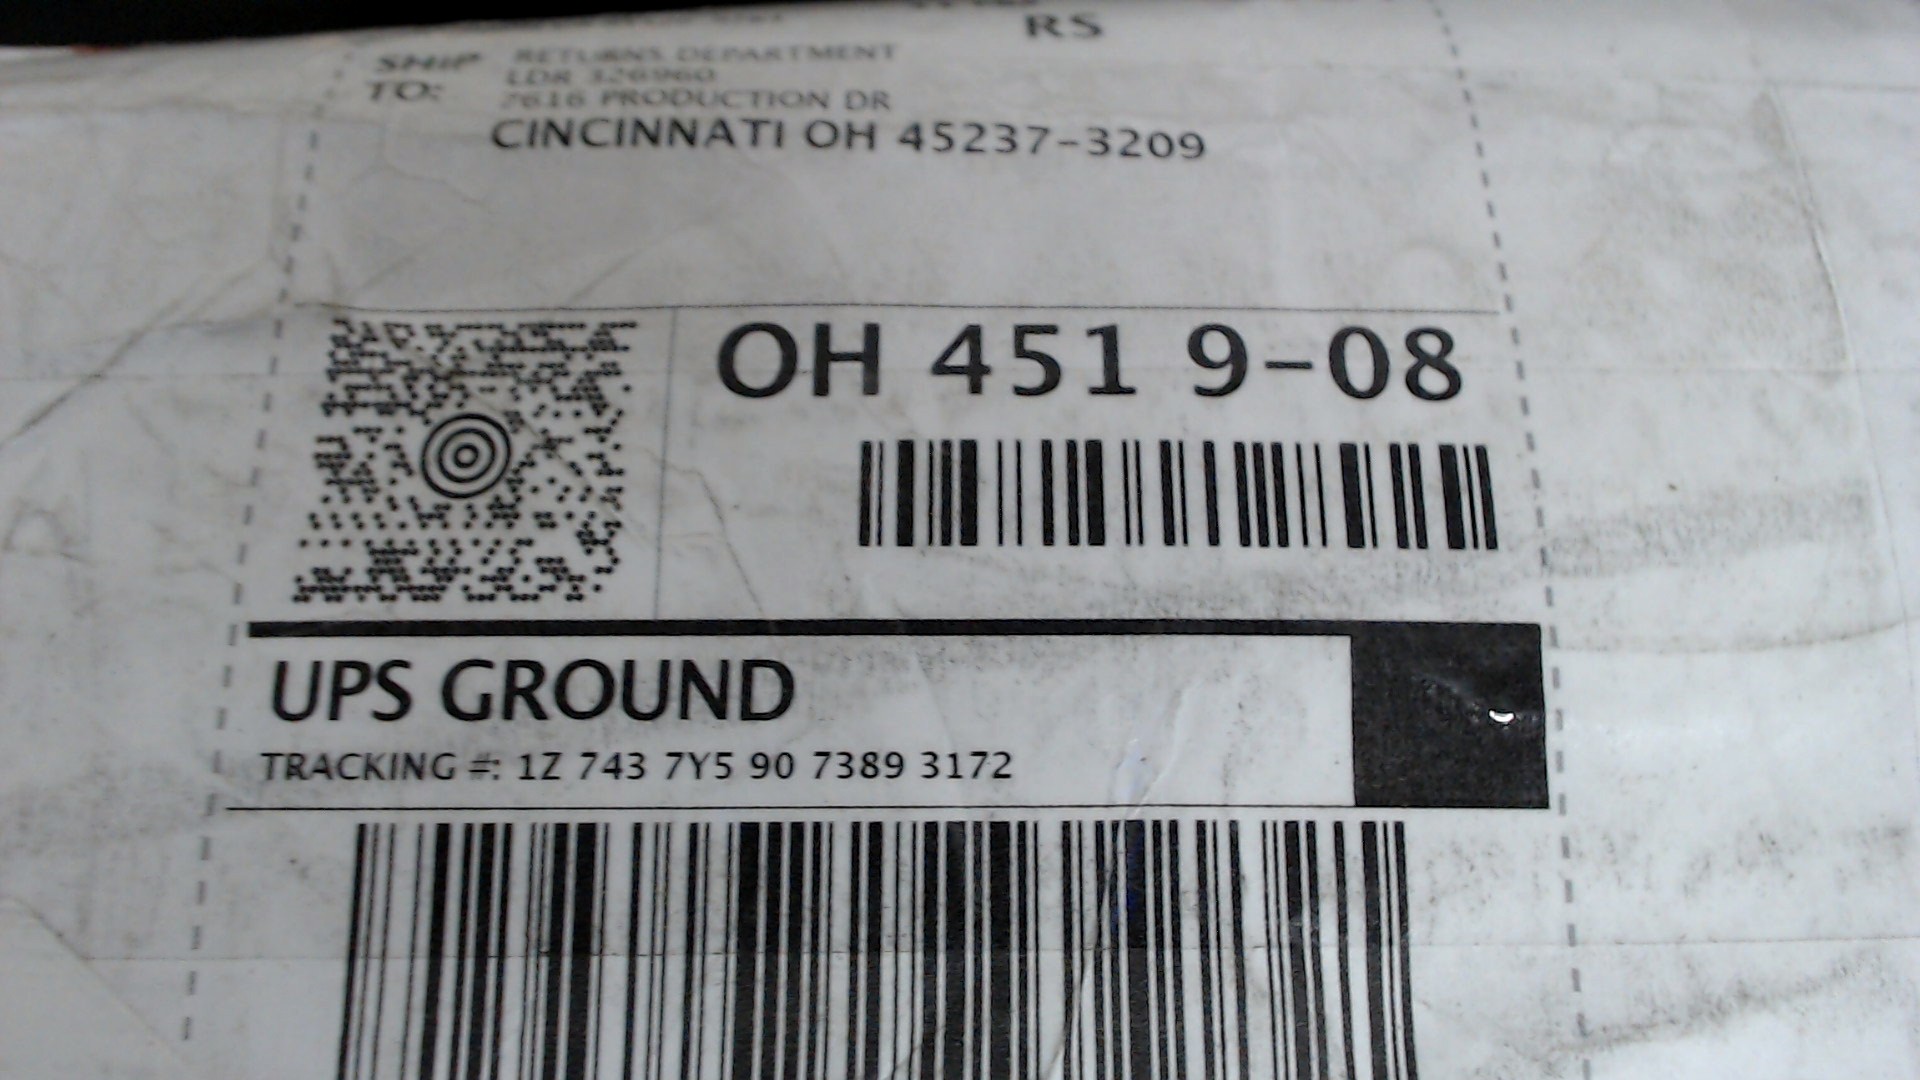 RS
SHIP
TO:
RETURNS DEPARTMENT
LDR 326960
7616 PRODUCTION DR
CINCINNATI OH 45237-3209
OH 451 9-08
UPS GROUND
TRACKING #: 1Z 743 7Y5 90 7389 3172